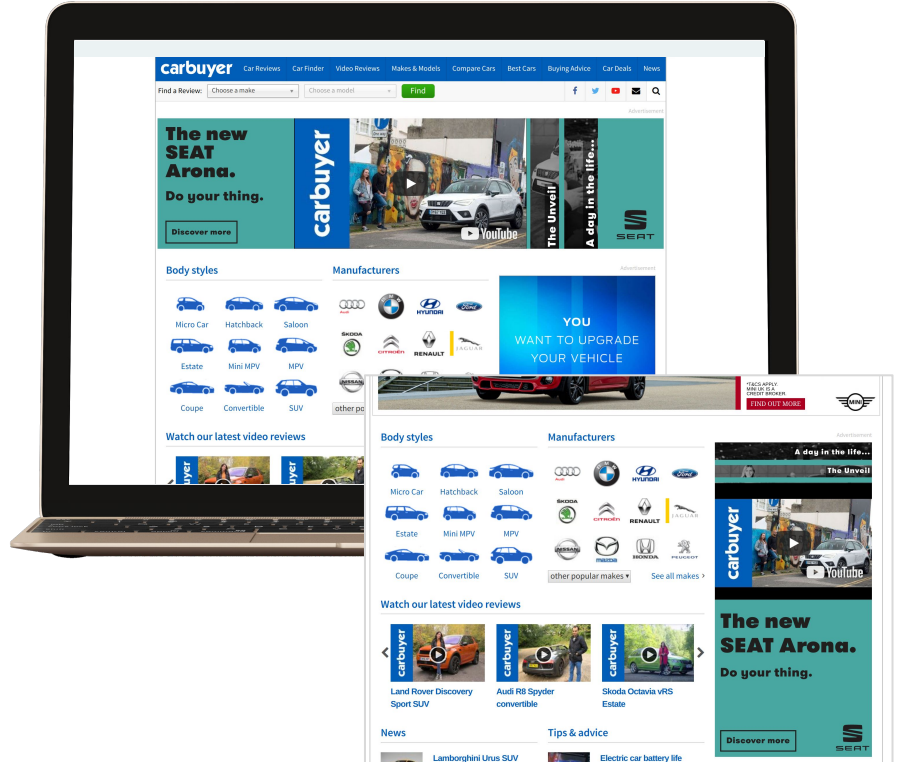 carbuyer Car Reviews Car Finder Video Reviews Makes & Models Compare Cars Best Cars Buying Advice Car Deals News
Find a Review: Choose a make Choose a model Find
Advertisement
The new
SEAT
Arona.
Do your thing.
Discover more
carbuyer
YouTube
The Unveil
A day in the life...
SEAT
Body styles
Micro Car Hatchback Saloon
Estate Mini MPV MPV
Coupe Convertible SUV
Manufacturers
Audi BMW HYUNDAI Ford
ŠKODA CITROËN RENAULT JAGUAR
NISSAN
other po
Advertisement
YOU
WANT TO UPGRADE
YOUR VEHICLE
Watch our latest video reviews
*T&CS APPLY.
MINI UK IS A
CREDIT BROKER
FIND OUT MORE
MINI
Body styles
Micro Car Hatchback Saloon
Estate Mini MPV MPV
Coupe Convertible SUV
Manufacturers
Audi BMW HYUNDAI Ford
ŠKODA CITROËN RENAULT JAGUAR
NISSAN mazda HONDA PEUGEOT
other popular makes See all makes
Advertisement
A day in the life...
The Unveil
carbuyer
YouTube
The new
SEAT Arona.
Do your thing.
Discover more
SEAT
Watch our latest video reviews
carbuyer carbuyer carbuyer
Land Rover Discovery
Sport SUV
Audi R8 Spyder
convertible
Skoda Octavia vRS
Estate
News
Lamborghini Urus SUV
Tips & advice
Electric car battery life